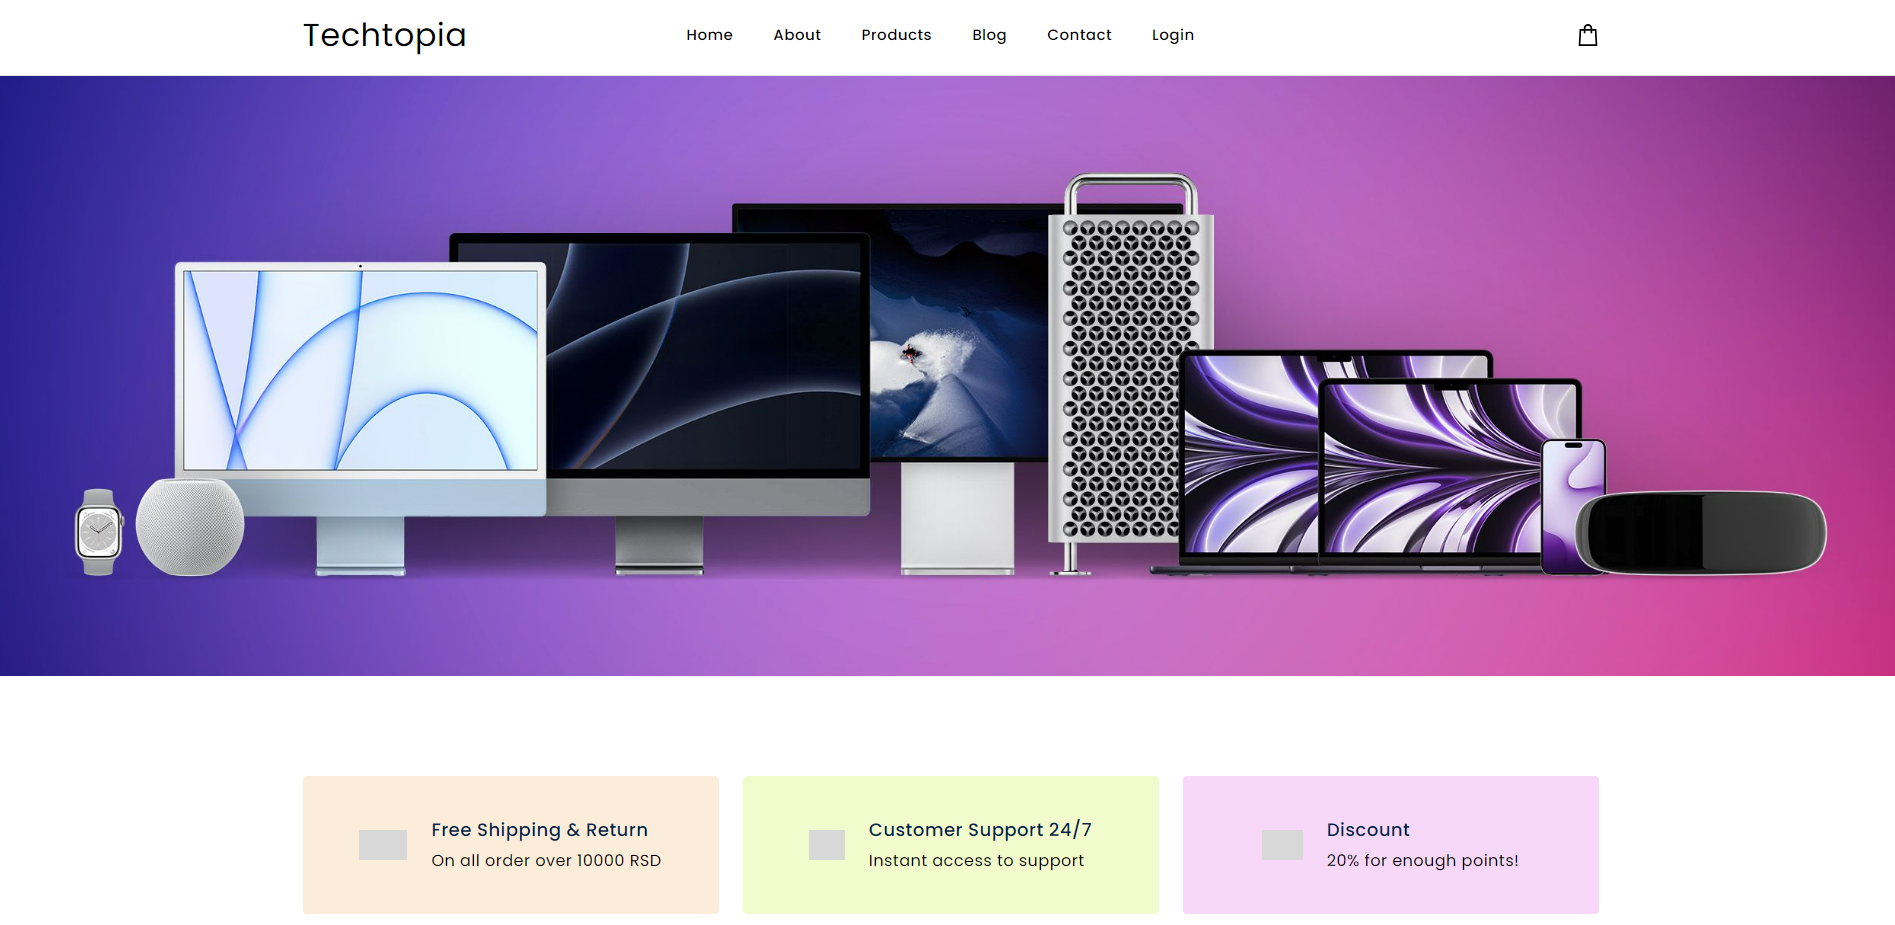 Techtopia
Home About Products Blog Contact Login
Free Shipping & Return
On all order over 10000 RSD
Customer Support 24/7
Instant access to support
Discount
20% for enough points!